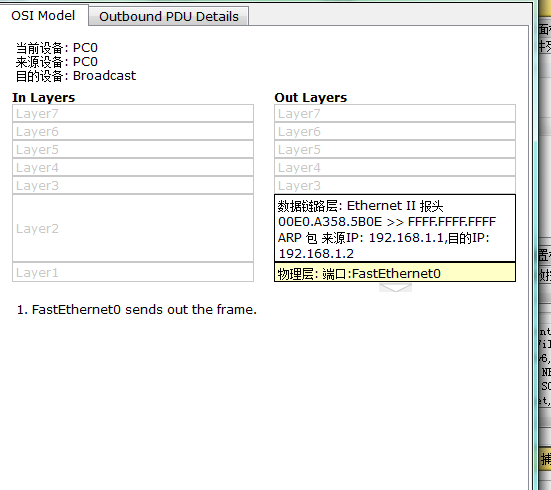 OSI Model
Outbound PDU Details
当前设备: PC0
来源设备: PC0
目的设备: Broadcast
In Layers
Layer7
Layer6
Layer5
Layer4
Layer3
Layer2
Layer1
Out Layers
Layer7
Layer6
Layer5
Layer4
Layer3
数据链路层: Ethernet II 报头
00E0.A358.5B0E >> FFFF.FFFF.FFFF
ARP 包 来源IP: 192.168.1.1,目的IP:
192.168.1.2
物理层: 端口:FastEthernet0
1. FastEthernet0 sends out the frame.